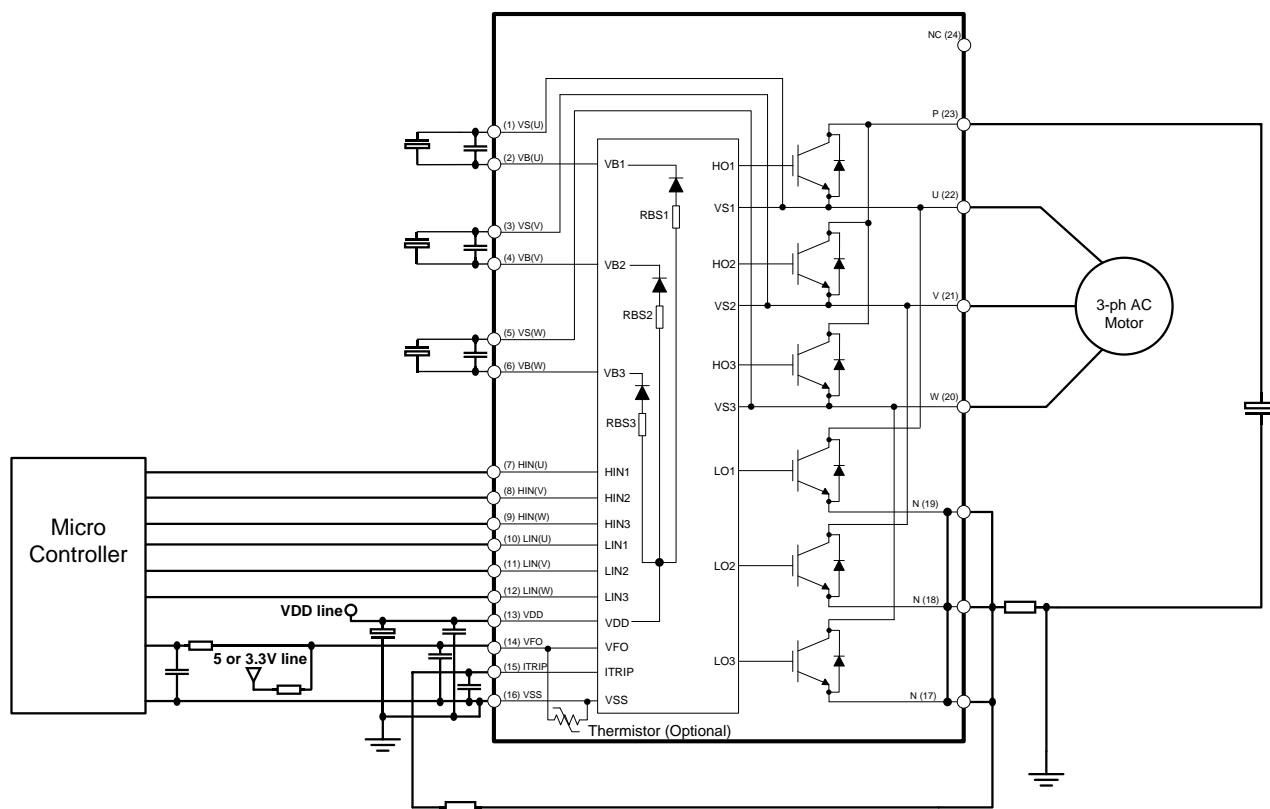 NC (24)
P (23)
(1) VS(U)
(2) VB(U)
VB1
HO1
RBS1
VS1
U (22)
(3) VS(V)
(4) VB(V)
VB2
HO2
RBS2
VS2
V (21)
3-ph AC
Motor
(5) VS(W)
(6) VB(W)
VB3
HO3
RBS3
VS3
W (20)
Micro
Controller
(7) HIN(U)
HIN1
LO1
(8) HIN(V)
HIN2
(9) HIN(W)
HIN3
N (19)
(10) LIN(U)
LIN1
(11) LIN(V)
LIN2
LO2
(12) LIN(W)
LIN3
N (18)
VDD line
(13) VDD
VDD
(14) VFO
VFO
5 or 3.3V line
(15) ITRIP
ITRIP
LO3
(16) VSS
VSS
N (17)
Thermistor (Optional)